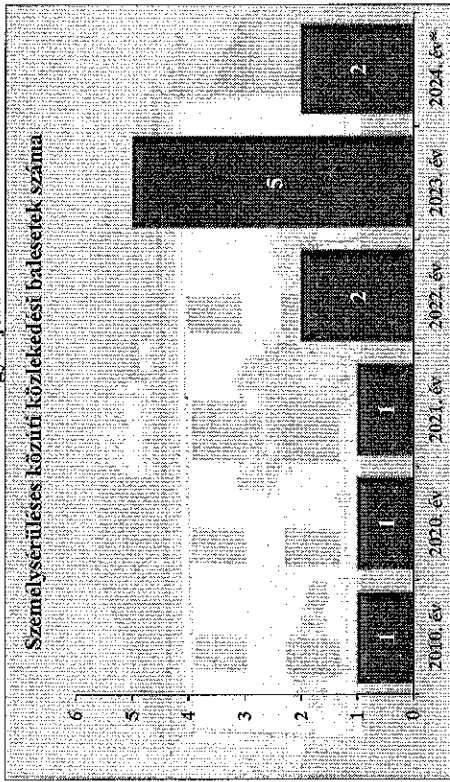 Személysérüléses közúti közlekedési balesetek száma
6
5
4
3
2
1
0
1
1
1
2
5
2
2010. év
2020. év
2021. év
2022. év
2023. év
2024. év*